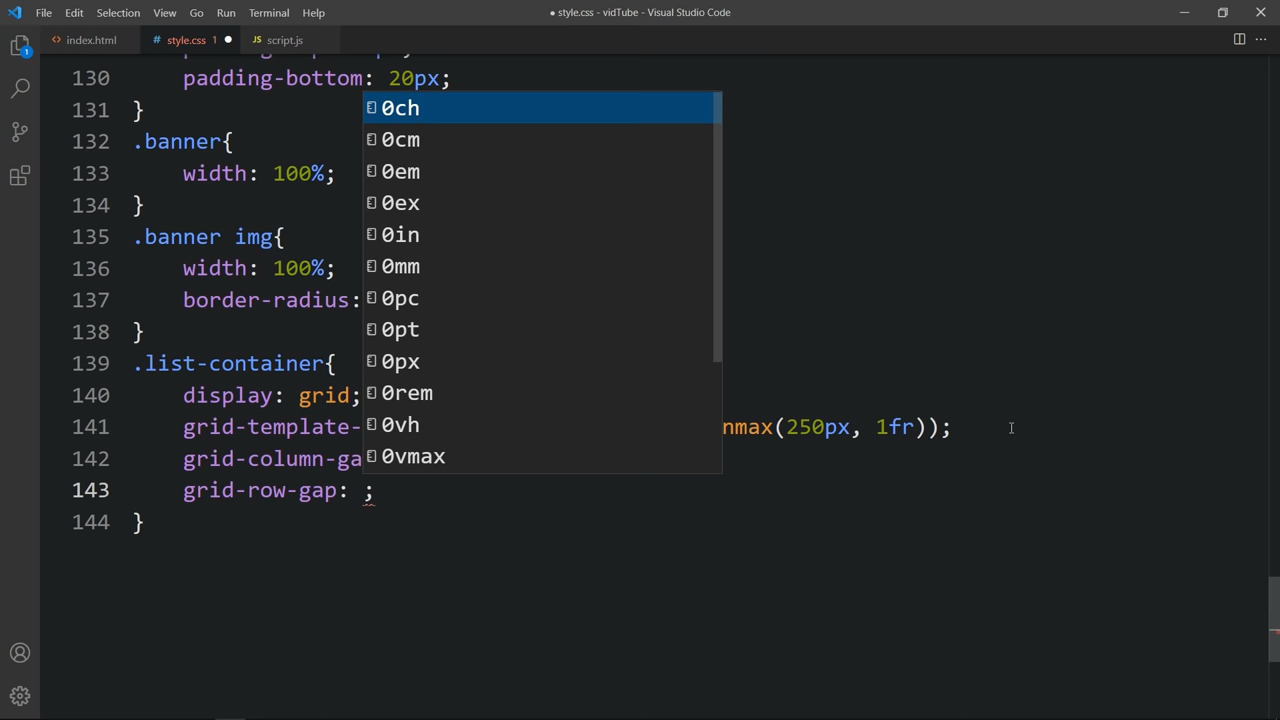 File Edit Selection View Go Run Terminal Help
● style.css - vidTube - Visual Studio Code
index.html # style.css 1 ● JS script.js
1
130 padding-bottom: 20px;
131 }
132 .banner{
133 width: 100%;
134 }
135 .banner img{
136 width: 100%;
137 border-radius:
138 }
139 .list-container{
140 display: grid;
141 grid-template- nmax(250px, 1fr));
142 grid-column-ga
143 grid-row-gap: ;
144 }
0ch
0cm
0em
0ex
0in
0mm
0pc
0pt
0px
0rem
0vh
0vmax